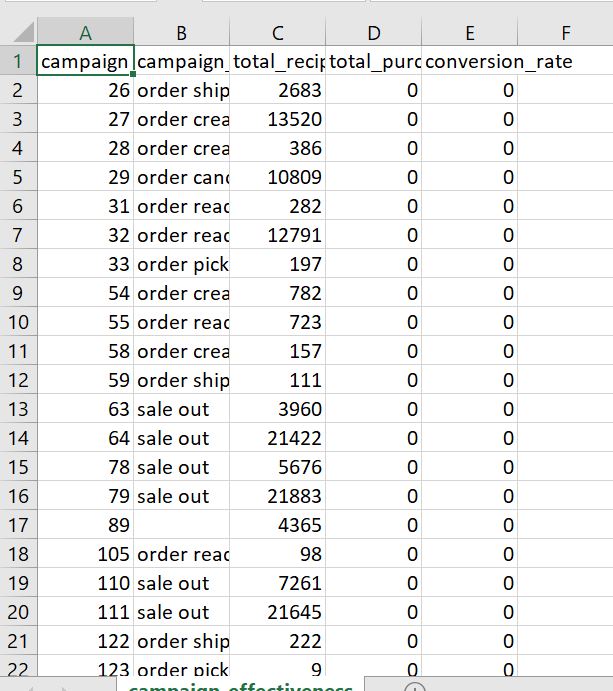 A B C D E F
1 campaign campaign_ total_recip total_purc conversion_rate
2 26 order ship 2683 0 0
3 27 order crea 13520 0 0
4 28 order crea 386 0 0
5 29 order canc 10809 0 0
6 31 order reac 282 0 0
7 32 order reac 12791 0 0
8 33 order pick 197 0 0
9 54 order crea 782 0 0
10 55 order reac 723 0 0
11 58 order crea 157 0 0
12 59 order ship 111 0 0
13 63 sale out 3960 0 0
14 64 sale out 21422 0 0
15 78 sale out 5676 0 0
16 79 sale out 21883 0 0
17 89 4365 0 0
18 105 order reac 98 0 0
19 110 sale out 7261 0 0
20 111 sale out 21645 0 0
21 122 order ship 222 0 0
22 123 order pick 9 0 0
campaign effectiveness